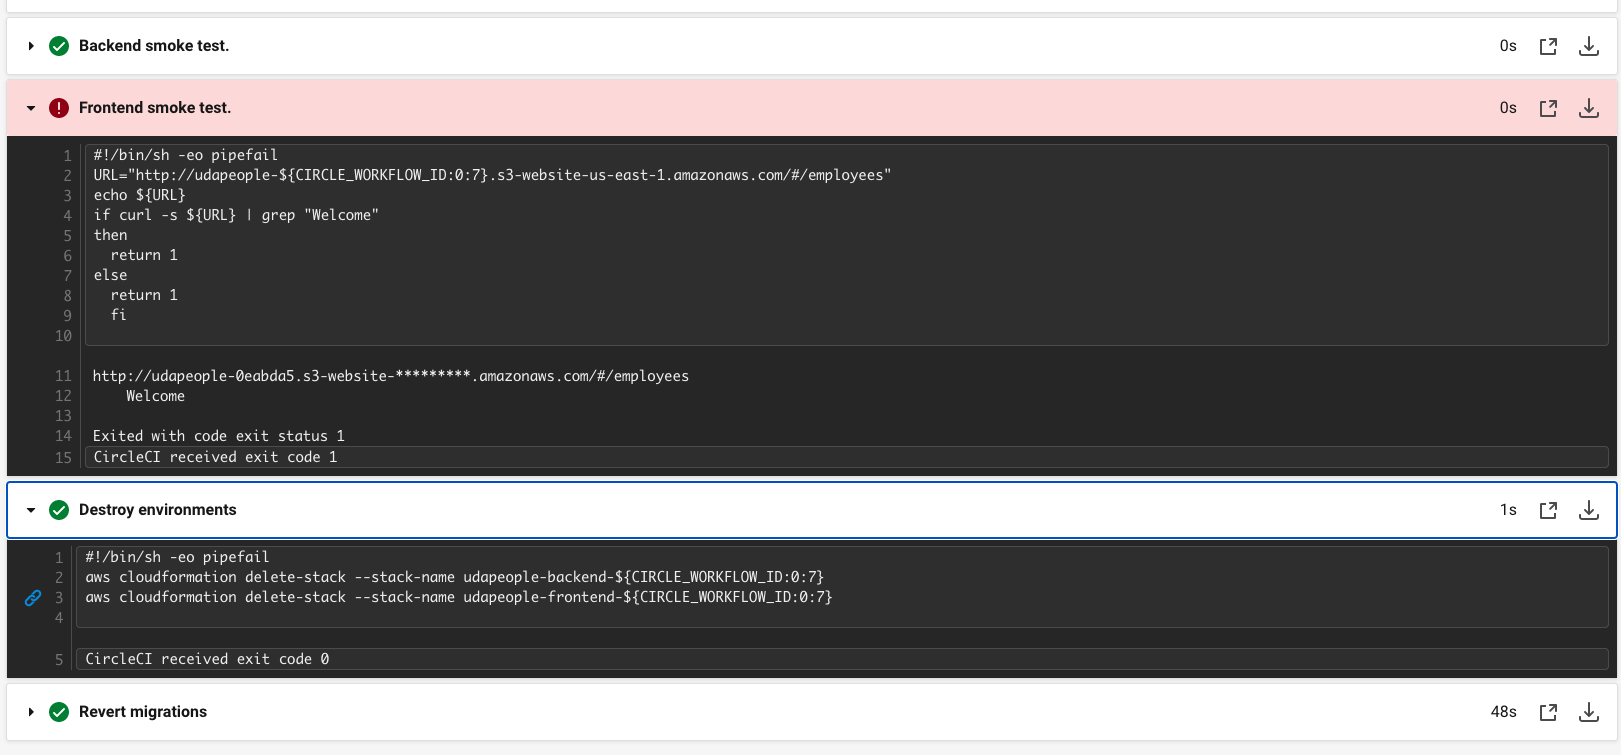 Backend smoke test.
0s
Frontend smoke test.
0s
1 #!/bin/sh -eo pipefail
2 URL="http://udapeople-${CIRCLE_WORKFLOW_ID:0:7}.s3-website-us-east-1.amazonaws.com/#/employees"
3 echo ${URL}
4 if curl -s ${URL} | grep "Welcome"
5 then
6   return 1
7 else
8   return 1
9   fi
10
11 http://udapeople-0eabda5.s3-website-*********.amazonaws.com/#/employees
12     Welcome
13
14 Exited with code exit status 1
15 CircleCI received exit code 1
Destroy environments
1s
1 #!/bin/sh -eo pipefail
2 aws cloudformation delete-stack --stack-name udapeople-backend-${CIRCLE_WORKFLOW_ID:0:7}
3 aws cloudformation delete-stack --stack-name udapeople-frontend-${CIRCLE_WORKFLOW_ID:0:7}
4
5 CircleCI received exit code 0
Revert migrations
48s